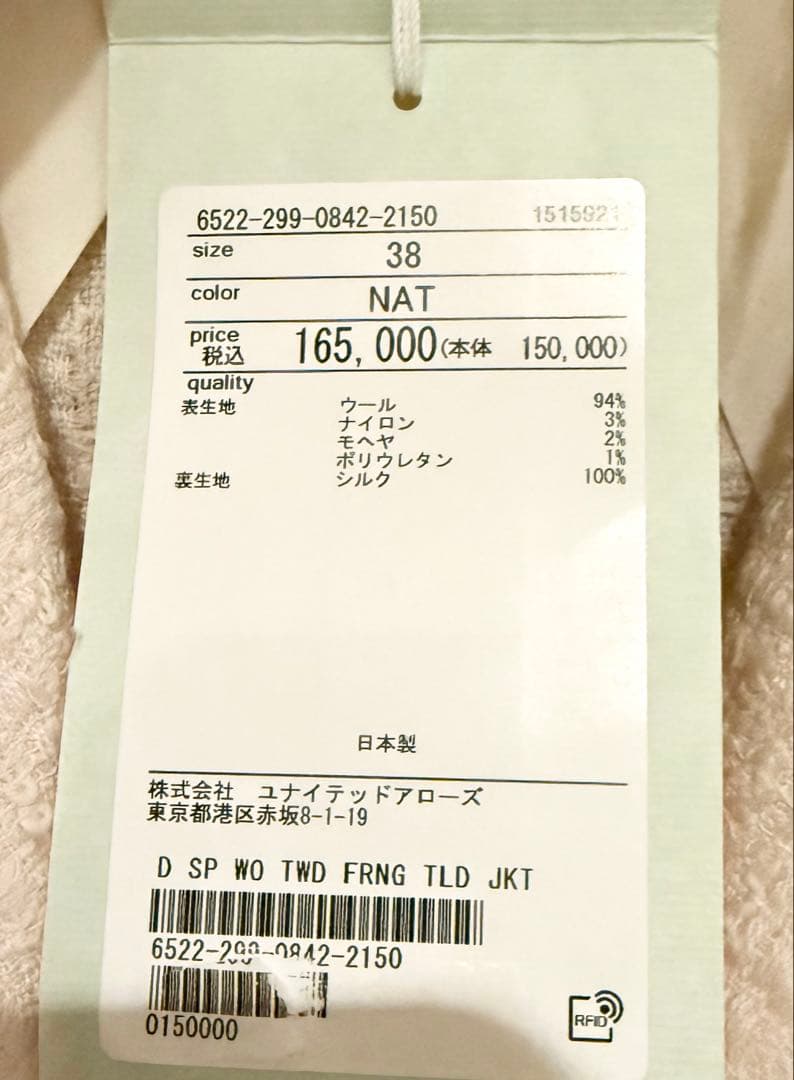 6522-299-0842-2150 1515921
size 38
color NAT
price 税込 165,000(本体 150,000)
quality
表生地 ウール 94%
ナイロン 3%
モヘヤ 2%
ポリウレタン 1%
裏生地 シルク 100%
日本製
株式会社 ユナイテッドアローズ
東京都港区赤坂8-1-19
D SP WO TWD FRNG TLD JKT
6522-299-0842-2150
0150000
RFID